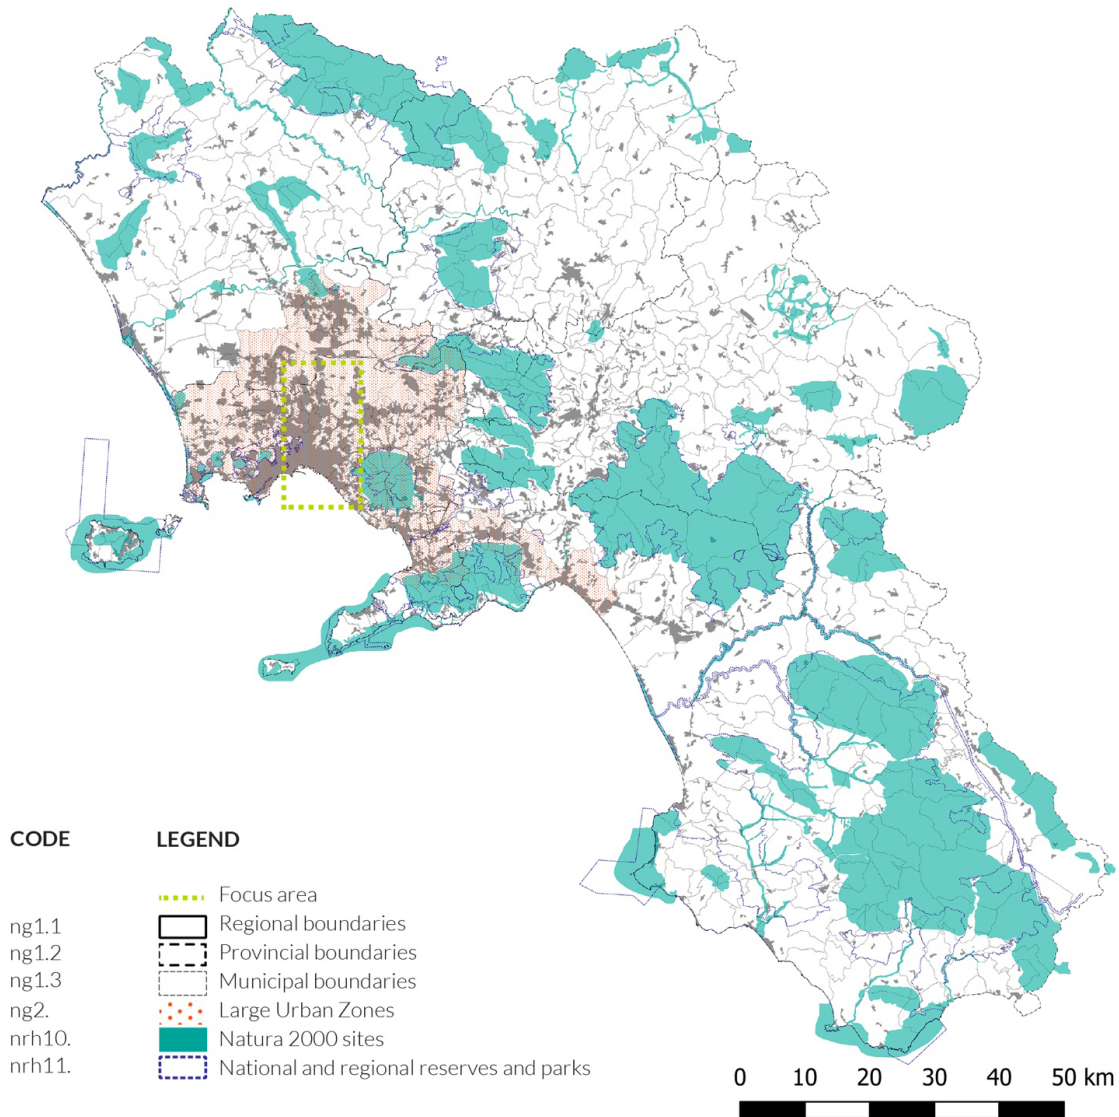 CODE LEGEND
Focus area
ng1.1 Regional boundaries
ng1.2 Provincial boundaries
ng1.3 Municipal boundaries
ng2. Large Urban Zones
nrh10. Natura 2000 sites
nrh11. National and regional reserves and parks
0 10 20 30 40 50 km